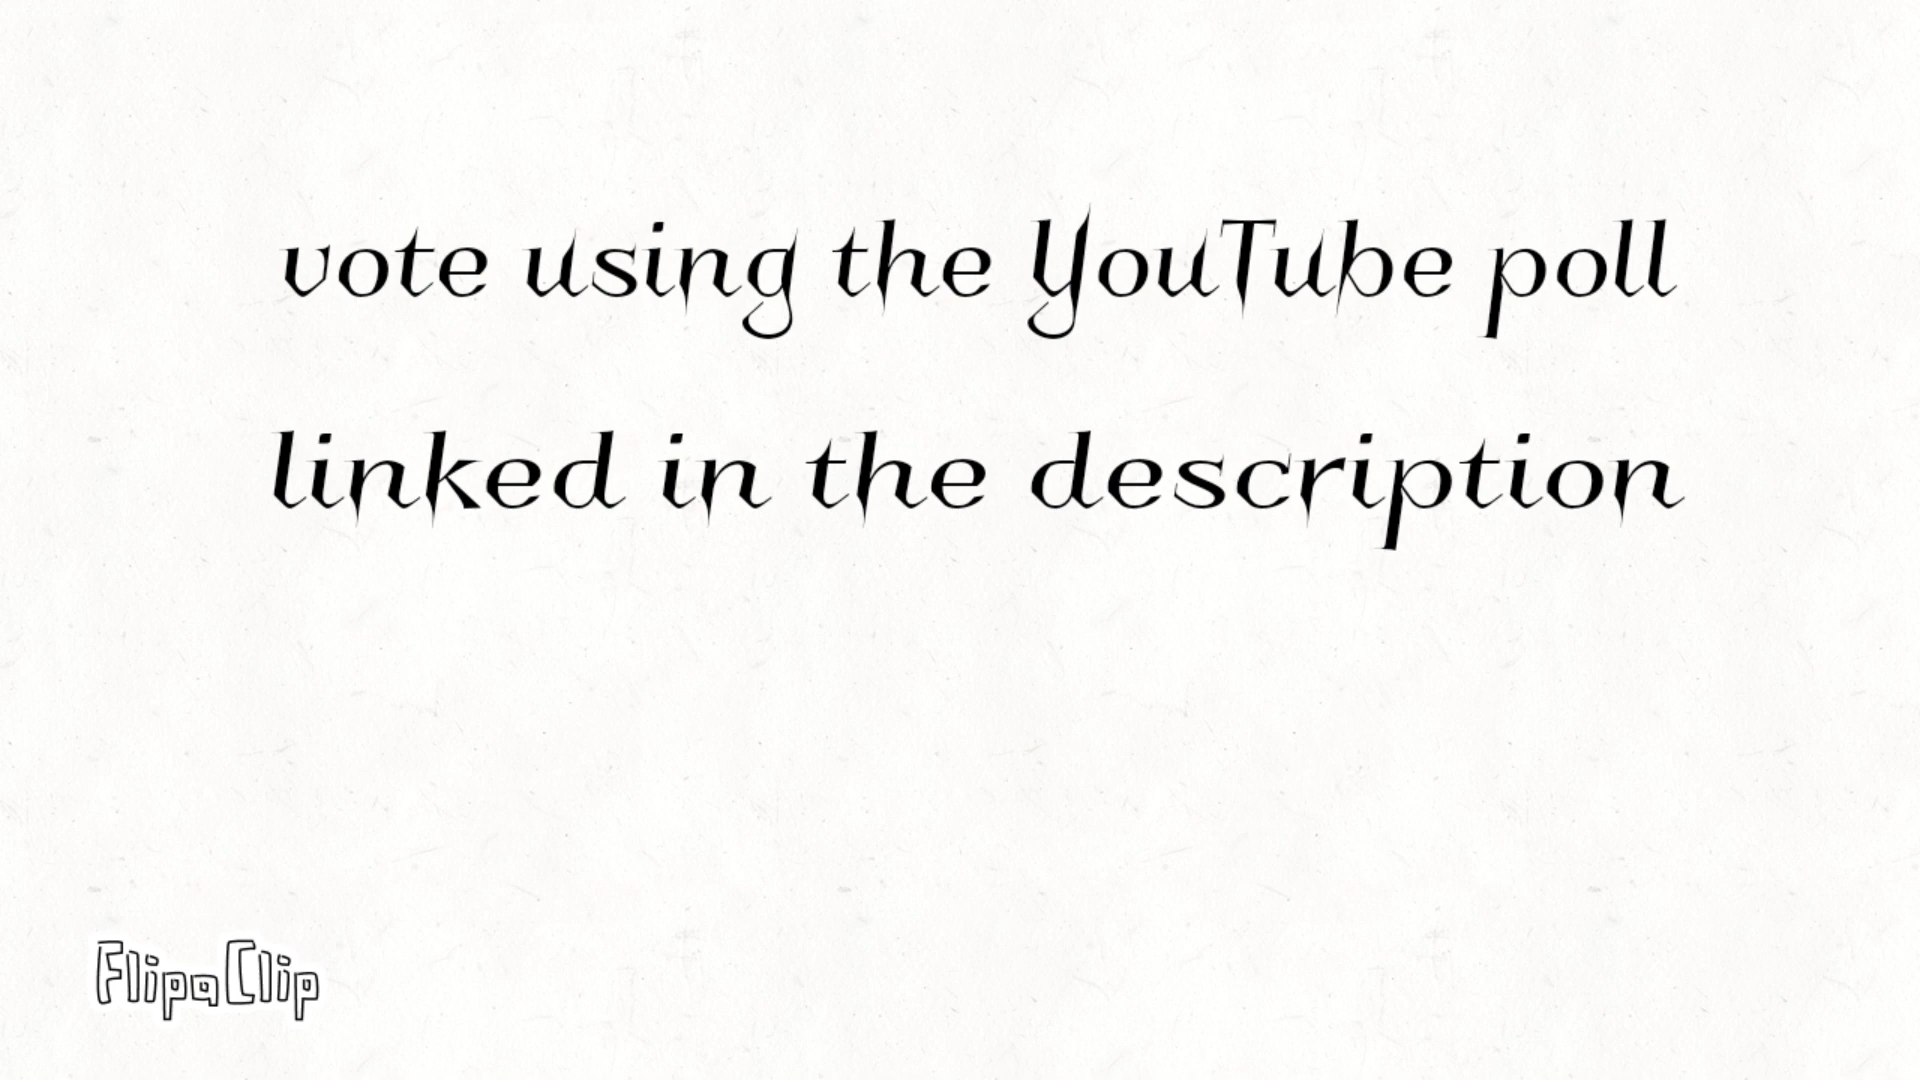 vote using the YouTube poll
linked in the description
FlipaClip